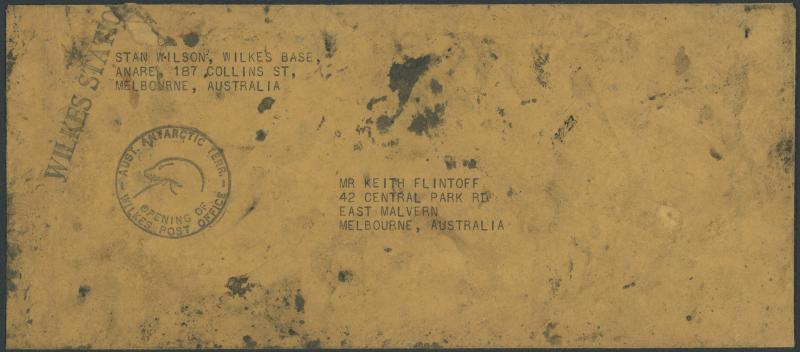 WILKES STATION
STAN WILSON, WILKES BASE,
ANARE, 187 COLLINS ST,
MELBOURNE, AUSTRALIA
AUST. ANTARCTIC TERR.
OPENING OF
WILKES POST OFFICE
MR KEITH FLINTOFF
42 CENTRAL PARK RD
EAST MALVERN
MELBOURNE, AUSTRALIA